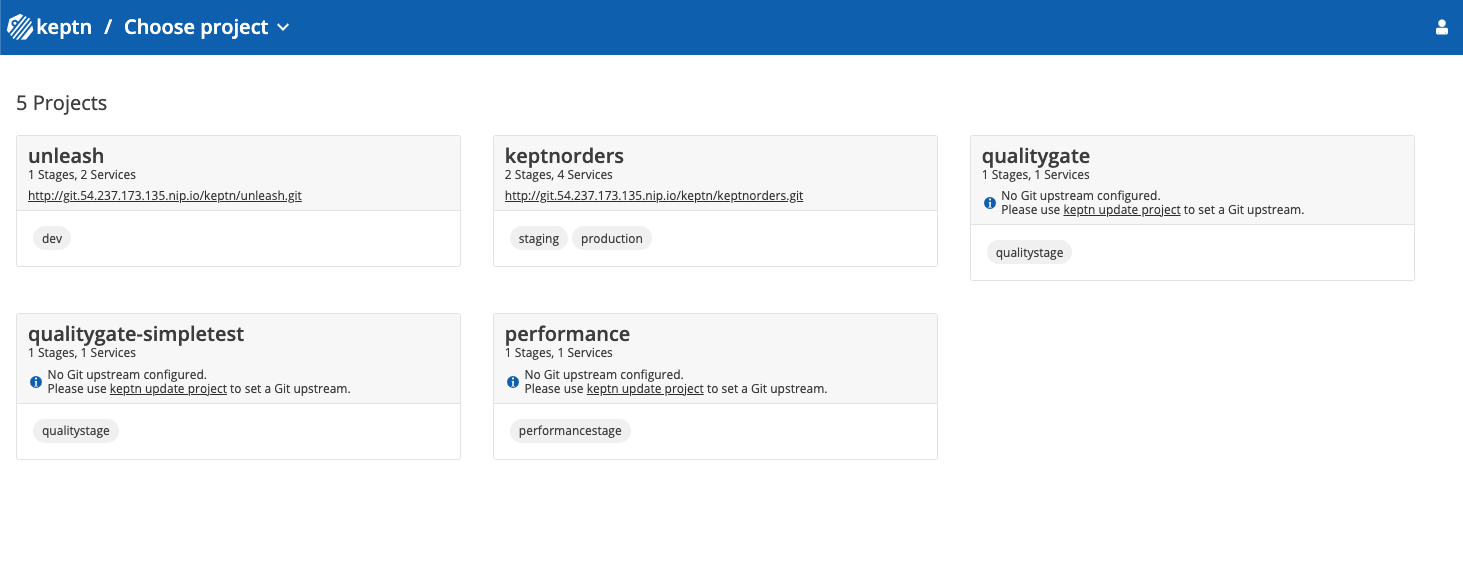 keptn / Choose project
5 Projects
unleash
1 Stages, 2 Services
http://git.54.237.173.135.nip.io/keptn/unleash.git
dev
keptnorders
2 Stages, 4 Services
http://git.54.237.173.135.nip.io/keptn/keptnorders.git
staging production
qualitygate
1 Stages, 1 Services
No Git upstream configured.
Please use keptn update project to set a Git upstream.
qualitystage
qualitygate-simpletest
1 Stages, 1 Services
No Git upstream configured.
Please use keptn update project to set a Git upstream.
qualitystage
performance
1 Stages, 1 Services
No Git upstream configured.
Please use keptn update project to set a Git upstream.
performancestage